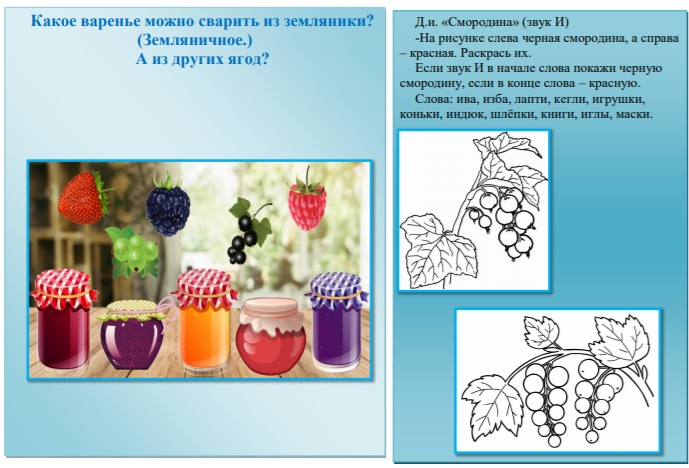 Какое варенье можно сварить из земляники?
(Земляничное.)
А из других ягод?
Д.и. «Смородина» (звук И)
-На рисунке слева черная смородина, а справа
– красная. Раскрась их.
Если звук И в начале слова покажи черную
смородину, если в конце слова – красную.
Слова: ива, изба, лапти, кегли, игрушки,
коньки, индюк, шлёпки, книги, иглы, маски.